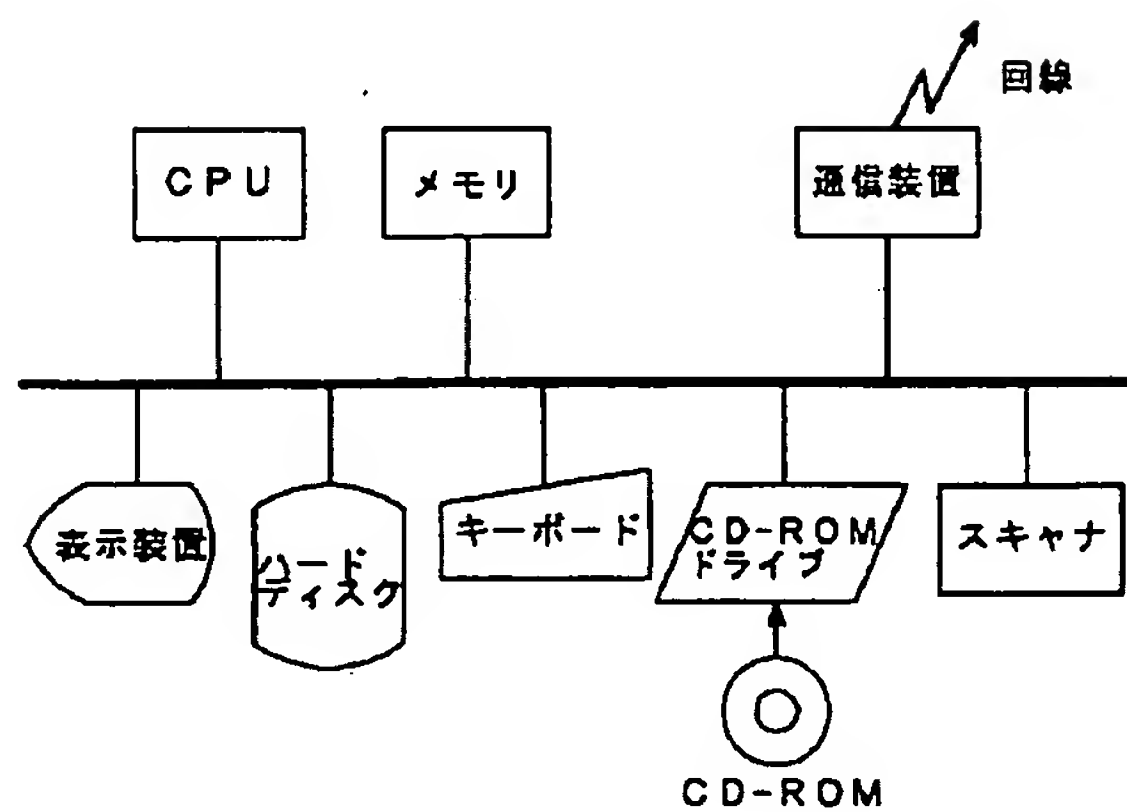 回線
CPU
メモリ
通信装置
表示装置
ハード
ディスク
キーボード
CD-ROM
ドライブ
スキャナ
CD-ROM